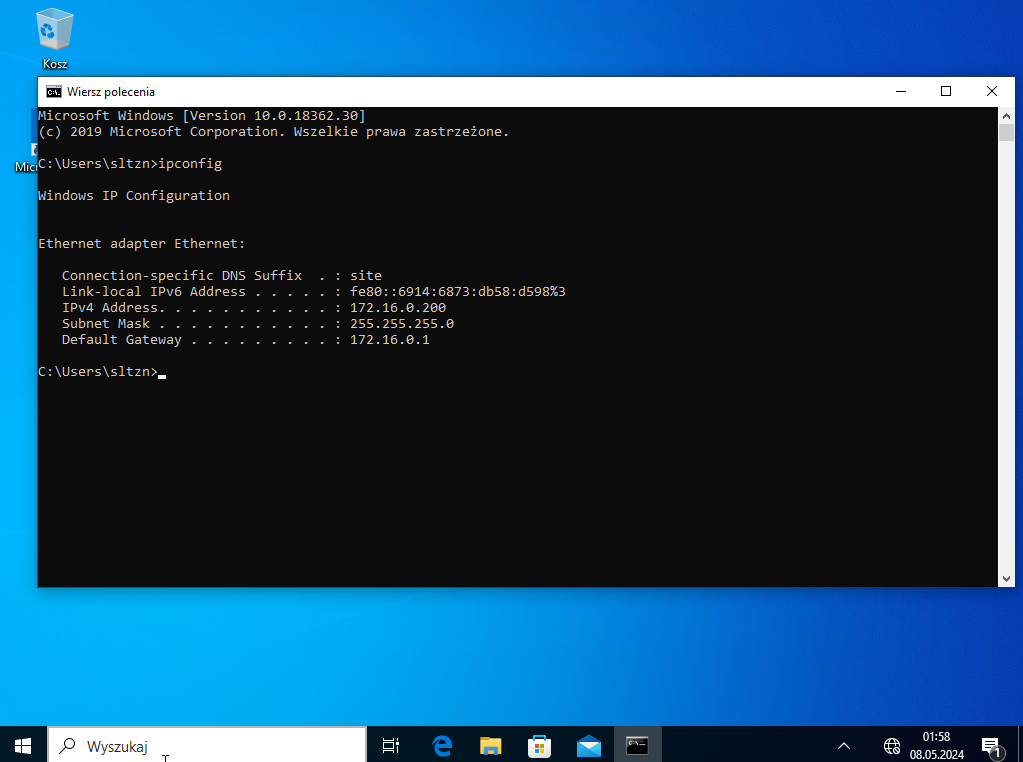 Kosz
Wiersz polecenia
Microsoft Windows [Version 10.0.18362.30]
(c) 2019 Microsoft Corporation. Wszelkie prawa zastrzeżone.
C:\Users\sltzn>ipconfig
Windows IP Configuration
Ethernet adapter Ethernet:
Connection-specific DNS Suffix  . : site
Link-local IPv6 Address . . . . . : fe80::6914:6873:db58:d598%3
IPv4 Address. . . . . . . . . . . : 172.16.0.200
Subnet Mask . . . . . . . . . . . : 255.255.255.0
Default Gateway . . . . . . . . . : 172.16.0.1
C:\Users\sltzn>
Wyszukaj
01:58
08.05.2024
1